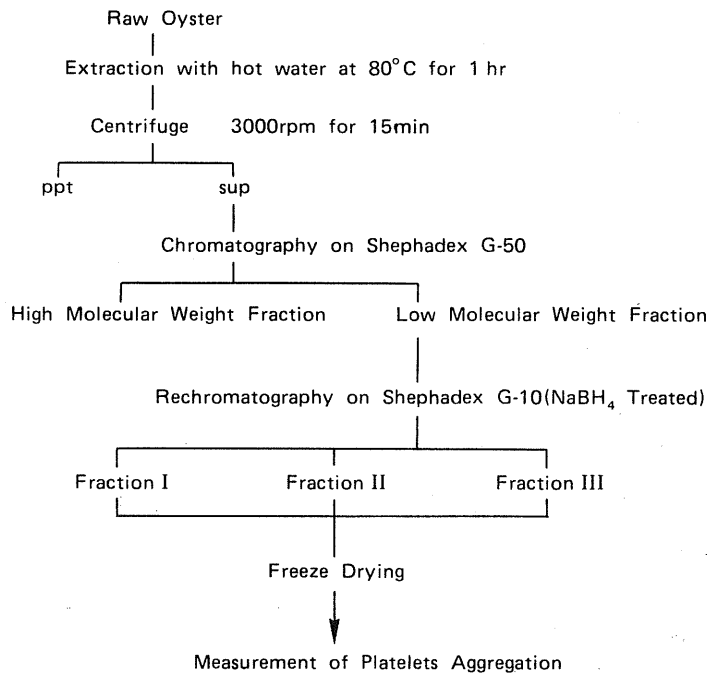 Raw Oyster
Extraction with hot water at 80°C for 1 hr
Centrifuge 3000rpm for 15min
ppt sup
Chromatography on Shephadex G-50
High Molecular Weight Fraction Low Molecular Weight Fraction
Rechromatography on Shephadex G-10(NaBH₄ Treated)
Fraction I Fraction II Fraction III
Freeze Drying
Measurement of Platelets Aggregation